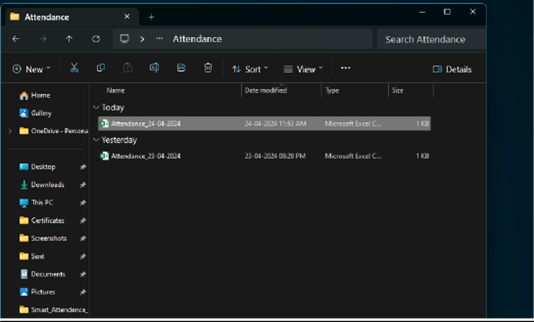 Attendance
Attendance
Search Attendance
New
Sort
View
Details
Name
Date modified
Type
Size
Home
Gallery
OneDrive - Persona
Desktop
Downloads
This PC
Certificates
Screenshots
Sent
Documents
Pictures
Smart_Attendance_
Today
Attendance_24-04-2024 24-04-2024 11:53 AM Microsoft Excel C... 1 KB
Yesterday
Attendance_23-04-2024 23-04-2024 03:28 PM Microsoft Excel C... 1 KB